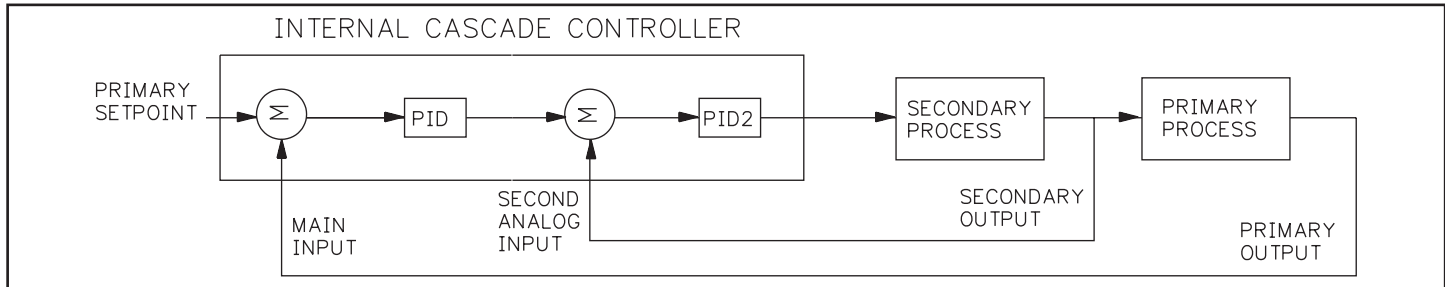 INTERNAL CASCADE CONTROLLER
PRIMARY
SETPOINT
Σ
PID
Σ
PID2
SECONDARY
PROCESS
PRIMARY
PROCESS
MAIN
INPUT
SECOND
ANALOG
INPUT
SECONDARY
OUTPUT
PRIMARY
OUTPUT